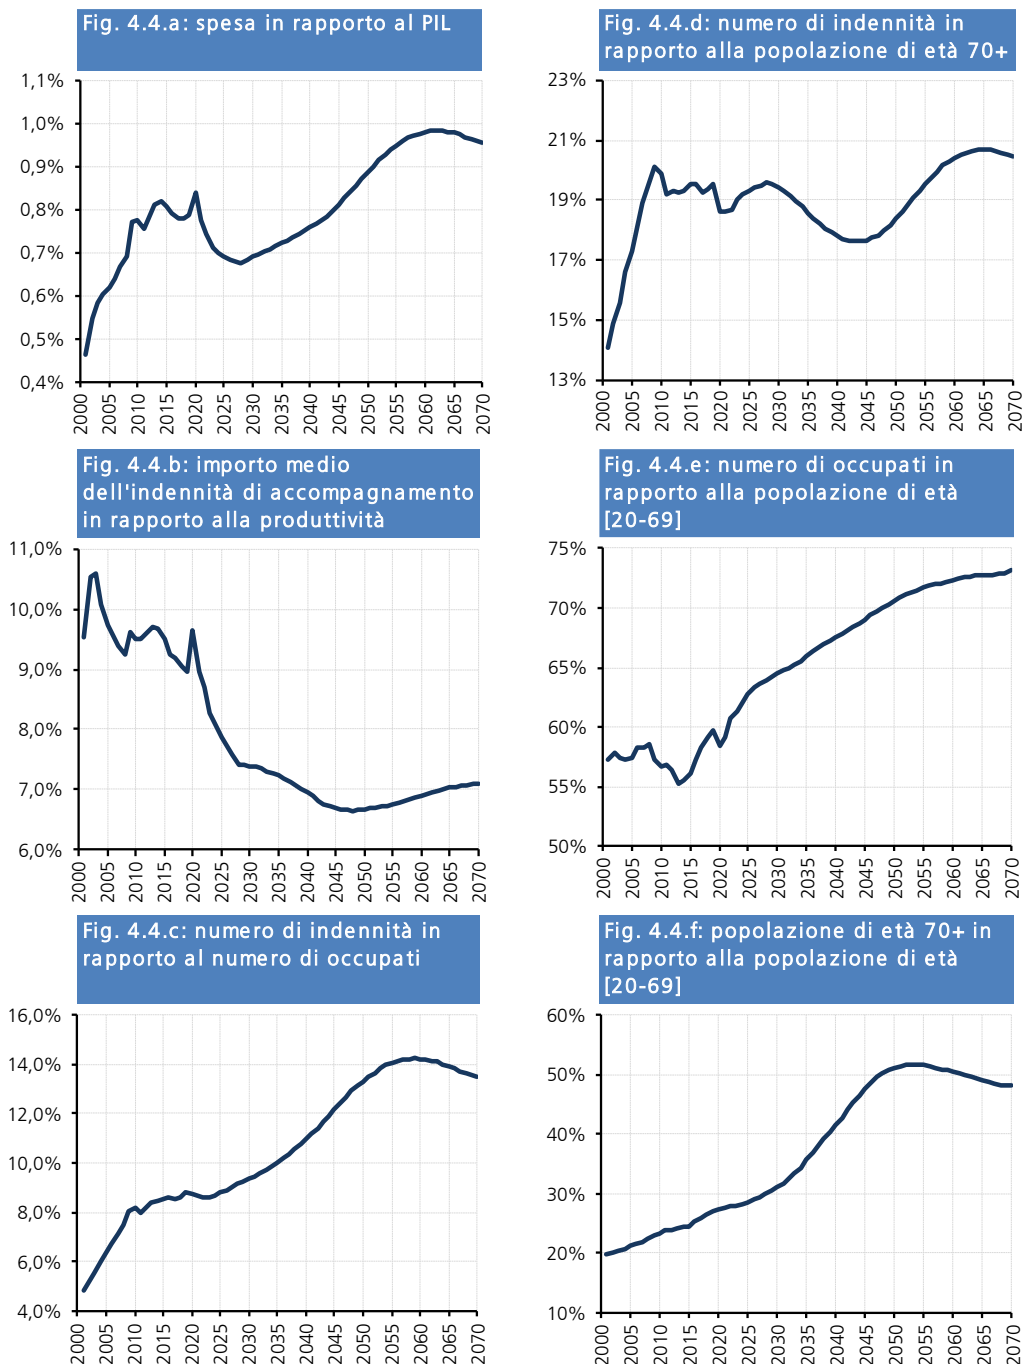 Fig. 4.4.a: spesa in rapporto al PIL
1,1%
1,0%
0,9%
0,8%
0,7%
0,6%
0,5%
0,4%
2000 2005 2010 2015 2020 2025 2030 2035 2040 2045 2050 2055 2060 2065 2070
Fig. 4.4.d: numero di indennità in
rapporto alla popolazione di età 70+
23%
21%
19%
17%
15%
13%
2000 2005 2010 2015 2020 2025 2030 2035 2040 2045 2050 2055 2060 2065 2070
Fig. 4.4.b: importo medio
dell'indennità di accompagnamento
in rapporto alla produttività
11,0%
10,0%
9,0%
8,0%
7,0%
6,0%
2000 2005 2010 2015 2020 2025 2030 2035 2040 2045 2050 2055 2060 2065 2070
Fig. 4.4.e: numero di occupati in
rapporto alla popolazione di età
[20-69]
75%
70%
65%
60%
55%
50%
2000 2005 2010 2015 2020 2025 2030 2035 2040 2045 2050 2055 2060 2065 2070
Fig. 4.4.c: numero di indennità in
rapporto al numero di occupati
16,0%
14,0%
12,0%
10,0%
8,0%
6,0%
4,0%
2000 2005 2010 2015 2020 2025 2030 2035 2040 2045 2050 2055 2060 2065 2070
Fig. 4.4.f: popolazione di età 70+ in
rapporto alla popolazione di età
[20-69]
60%
50%
40%
30%
20%
10%
2000 2005 2010 2015 2020 2025 2030 2035 2040 2045 2050 2055 2060 2065 2070